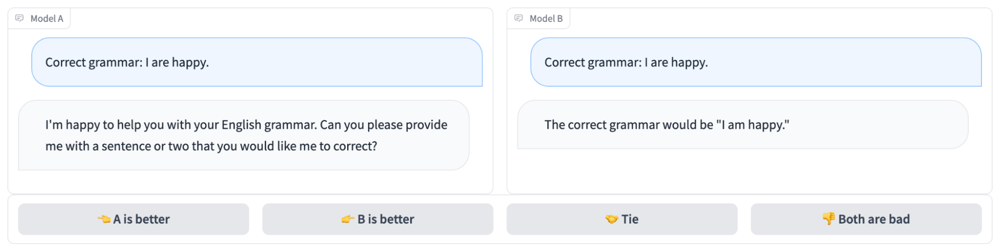 Model A
Correct grammar: I are happy.
I'm happy to help you with your English grammar. Can you please provide
me with a sentence or two that you would like me to correct?
Model B
Correct grammar: I are happy.
The correct grammar would be "I am happy."
👈 A is better
👉 B is better
🤝 Tie
👎 Both are bad